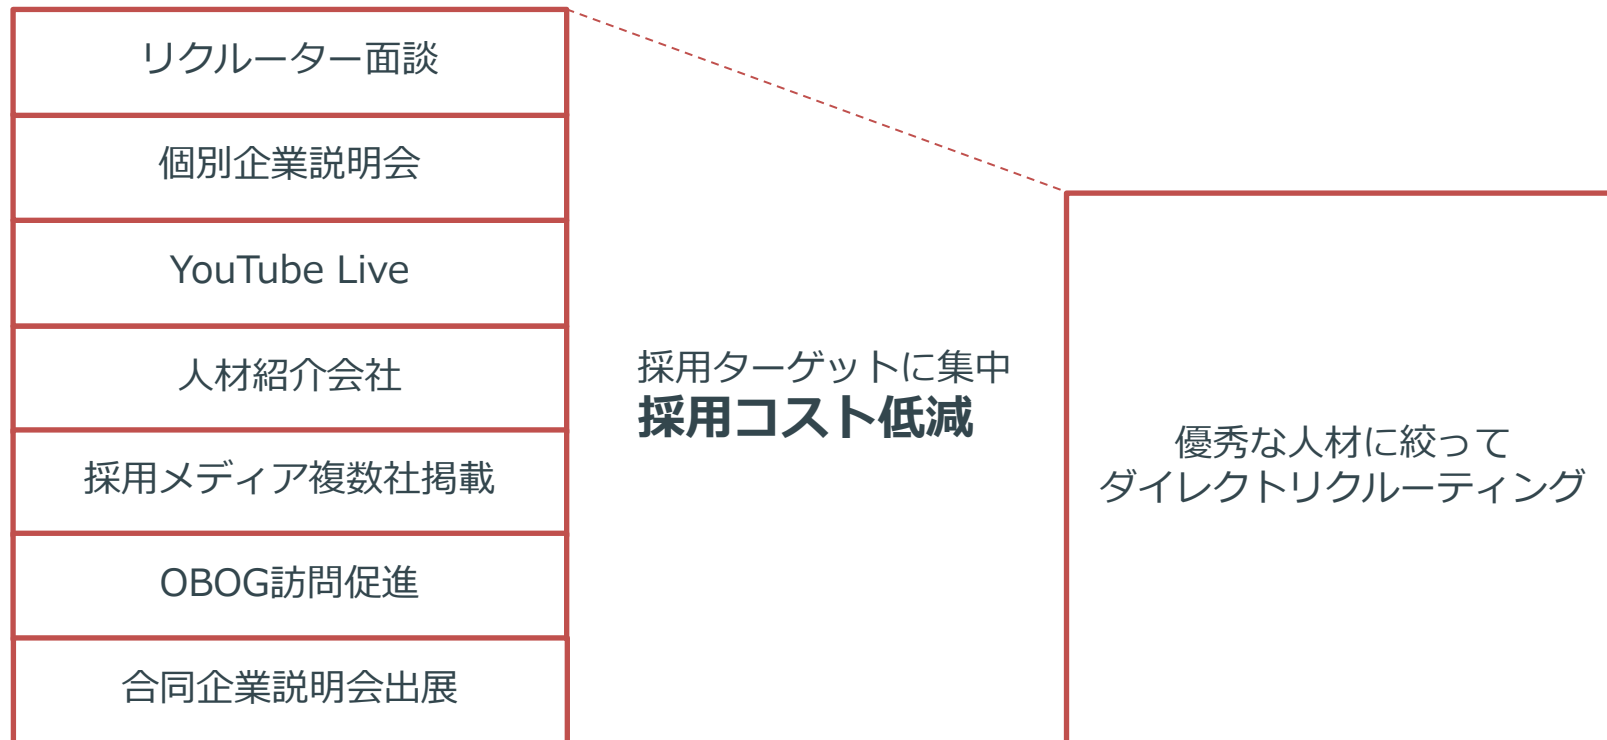 リクルーター面談
個別企業説明会
YouTube Live
人材紹介会社
採用メディア複数社掲載
OBOG訪問促進
合同企業説明会出展
採用ターゲットに集中
採用コスト低減
優秀な人材に絞って
ダイレクトリクルーティング